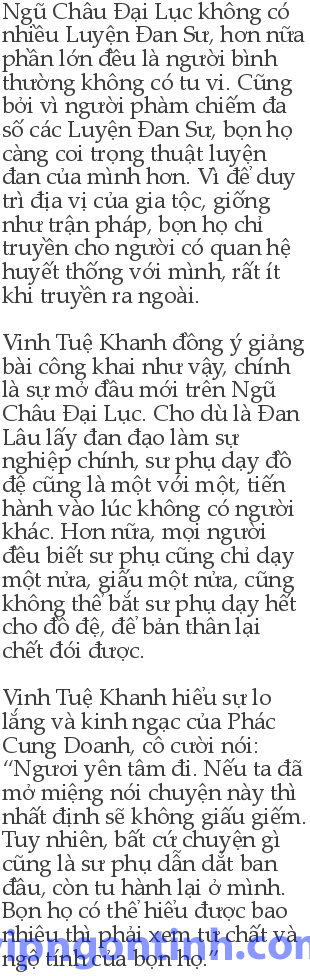 Ngũ Châu Đại Lục không có
nhiều Luyện Đan Sư, hơn nữa
phần lớn đều là người bình
thường không có tu vi. Cũng
bởi vì người phàm chiếm đa
số các Luyện Đan Sư, bọn họ
càng coi trọng thuật luyện
đan của mình hơn. Vì để duy
trì địa vị của gia tộc, giống
như trận pháp, bọn họ chỉ
truyền cho người có quan hệ
huyết thống với mình, rất ít
khi truyền ra ngoài.
Vinh Tuệ Khanh đồng ý giảng
bài công khai như vậy, chính
là sự mở đầu mới trên Ngũ
Châu Đại Lục. Cho dù là Đan
Lâu lấy đan đạo làm sự
nghiệp chính, sư phụ dạy đồ
đệ cũng là một với một, tiến
hành vào lúc không có người
khác. Hơn nữa, mọi người
đều biết sư phụ cũng chỉ dạy
một nửa, giấu một nửa, cũng
không thể bắt sư phụ dạy hết
cho đồ đệ, để bản thân lại
chết đói được.
Vinh Tuệ Khanh hiểu sự lo
lắng và kinh ngạc của Phác
Cung Doanh, cô cười nói:
“Ngươi yên tâm đi. Nếu ta đã
mở miệng nói chuyện này thì
nhất định sẽ không giấu giếm.
Tuy nhiên, bất cứ chuyện gì
cũng là sư phụ dẫn dắt ban
đầu, còn tu hành lại ở mình.
Bọn họ có thể hiểu được bao
nhiêu thì phải xem tư chất và
ngộ tính của bọn họ.”
vipngontinh.com